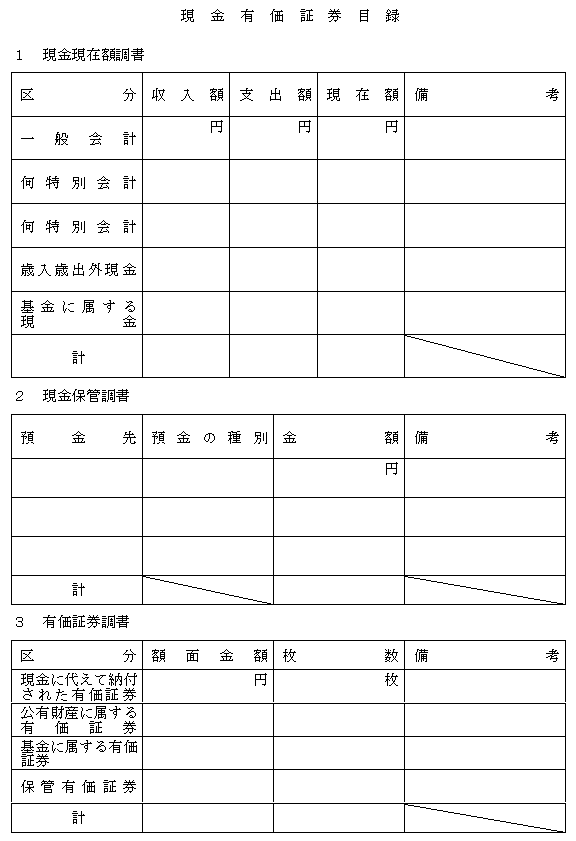 現金有価証券目録
1 現金現在額調書
区分 収入額 支出額 現在額 備考
一般会計 円 円 円
何特別会計
何特別会計
歳入歳出外現金
基金に属する
現金
計
2 現金保管調書
預金先 預金の種別 金額 備考
円
計
3 有価証券調書
区分 額面金額 枚数 備考
現金に代えて納付 円 枚
された有価証券
公有財産に属する
有価証券
基金に属する有価
証券
保管有価証券
計